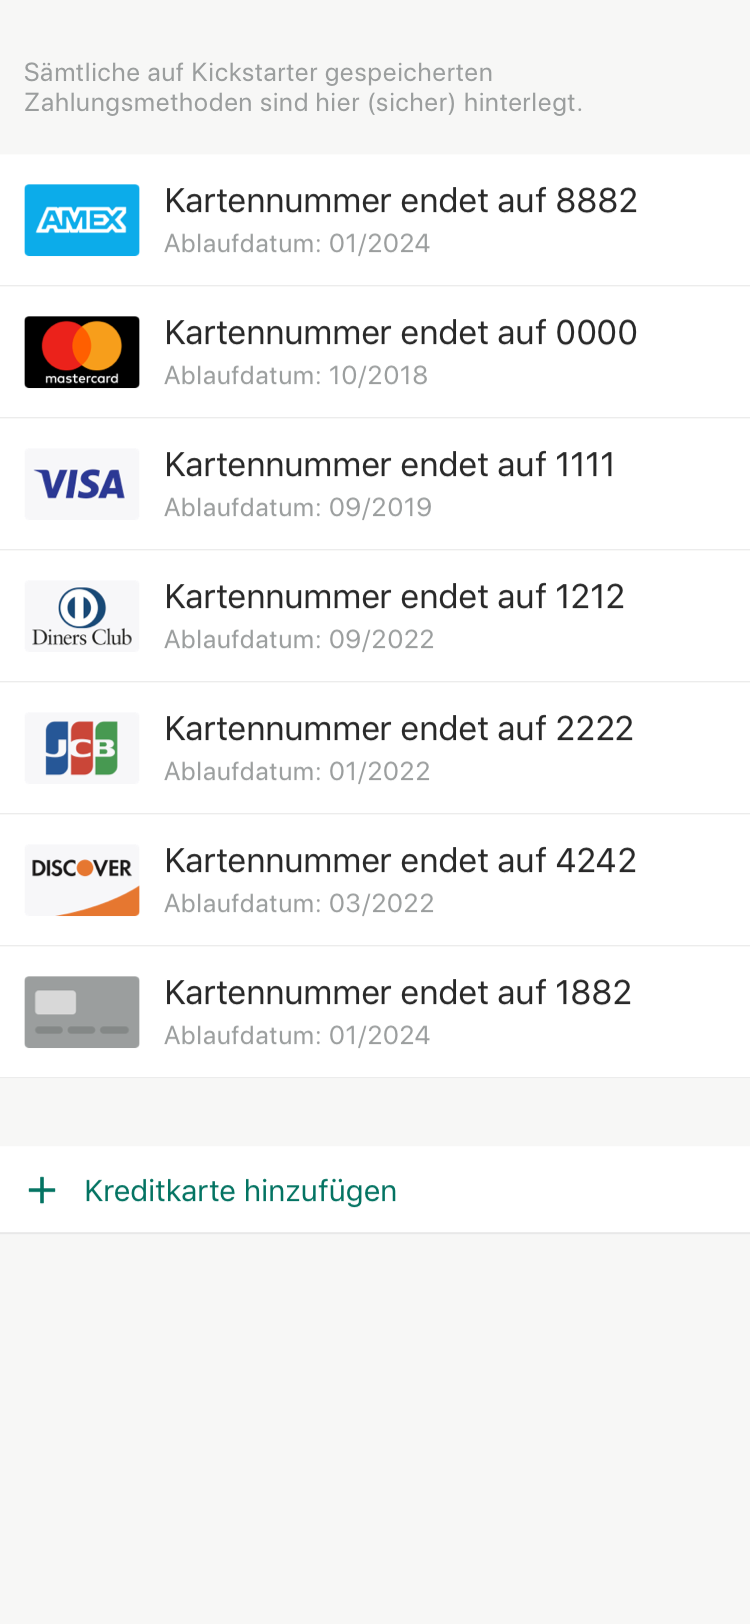 Sämtliche auf Kickstarter gespeicherten
Zahlungsmethoden sind hier (sicher) hinterlegt.
AMEX
Kartennummer endet auf 8882
Ablaufdatum: 01/2024
mastercard
Kartennummer endet auf 0000
Ablaufdatum: 10/2018
VISA
Kartennummer endet auf 1111
Ablaufdatum: 09/2019
Diners Club
Kartennummer endet auf 1212
Ablaufdatum: 09/2022
JCB
Kartennummer endet auf 2222
Ablaufdatum: 01/2022
DISCOVER
Kartennummer endet auf 4242
Ablaufdatum: 03/2022
Kartennummer endet auf 1882
Ablaufdatum: 01/2024
Kreditkarte hinzufügen